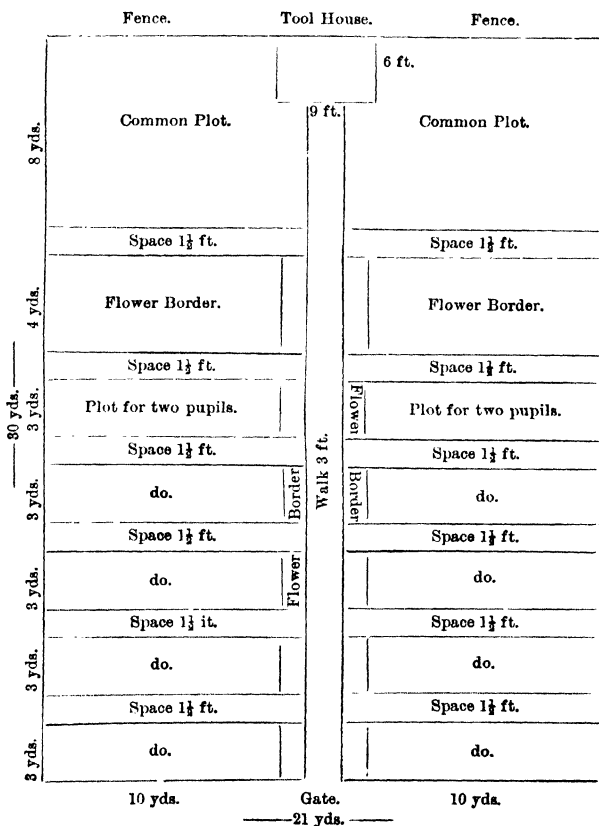 Fence. Tool House. Fence.
6 ft.
9 ft.
Common Plot. Common Plot.
8 yds.
Space 1½ ft. Space 1½ ft.
4 yds.
Flower Border. Flower Border.
Space 1½ ft. Space 1½ ft.
30 yds.
3 yds.
Plot for two pupils. Flower Plot for two pupils.
Space 1½ ft. Space 1½ ft.
Walk 3 ft.
3 yds.
do. Border Border do.
Space 1½ ft. Space 1½ ft.
3 yds.
do. Flower do.
Space 1½ it. Space 1½ ft.
3 yds.
do. do.
Space 1½ ft. Space 1½ ft.
3 yds.
do. do.
10 yds. Gate. 10 yds.
21 yds.